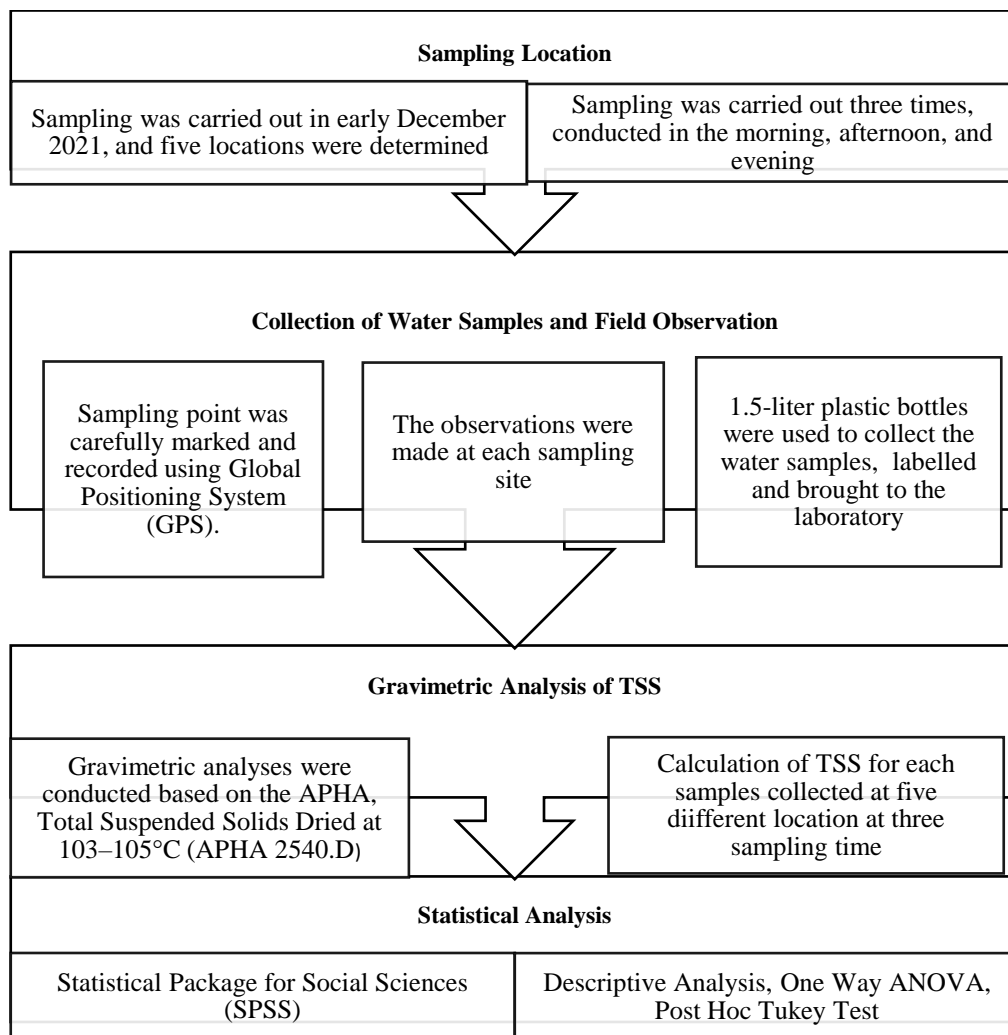 Sampling Location
Sampling was carried out in early December
2021, and five locations were determined
Sampling was carried out three times,
conducted in the morning, afternoon, and
evening
Collection of Water Samples and Field Observation
Sampling point was
carefully marked and
recorded using Global
Positioning System
(GPS).
The observations were
made at each sampling
site
1.5-liter plastic bottles
were used to collect the
water samples, labelled
and brought to the
laboratory
Gravimetric Analysis of TSS
Gravimetric analyses were
conducted based on the APHA,
Total Suspended Solids Dried at
103–105°C (APHA 2540.D)
Calculation of TSS for each
samples collected at five
diifferent location at three
sampling time
Statistical Analysis
Statistical Package for Social Sciences
(SPSS)
Descriptive Analysis, One Way ANOVA,
Post Hoc Tukey Test